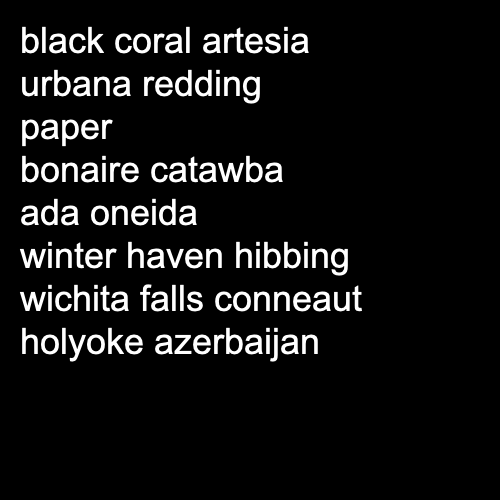 black coral artesia
urbana redding
paper
bonaire catawba
ada oneida
winter haven hibbing
wichita falls conneaut
holyoke azerbaijan